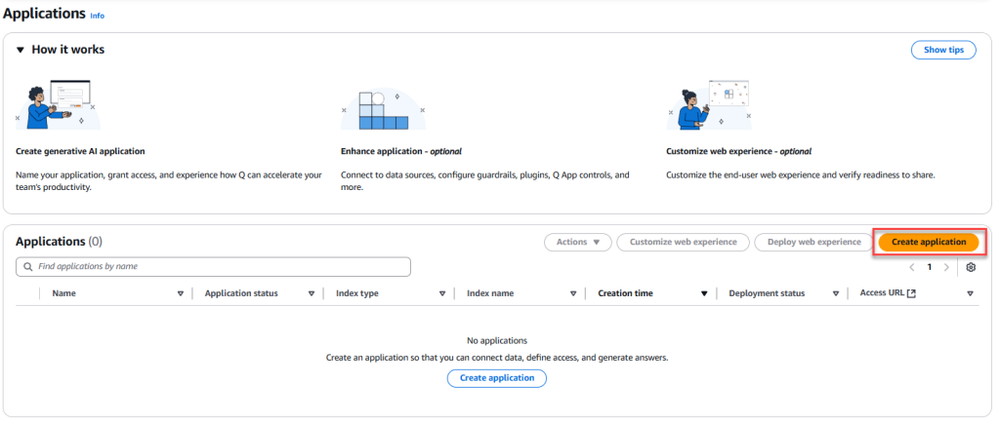 Applications Info
How it works
Show tips
Create generative AI application
Name your application, grant access, and experience how Q can accelerate your
team's productivity.
Enhance application - optional
Connect to data sources, configure guardrails, plugins, Q App controls, and
more.
Customize web experience - optional
Customize the end-user web experience and verify readiness to share.
Applications (0)
Actions
Customize web experience
Deploy web experience
Create application
Find applications by name
1
Name
Application status
Index type
Index name
Creation time
Deployment status
Access URL
No applications
Create an application so that you can connect data, define access, and generate answers.
Create application